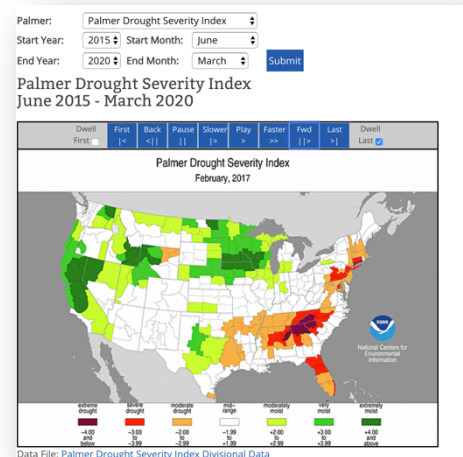 Palmer: Palmer Drought Severity Index
Start Year: 2015 Start Month: June
End Year: 2020 End Month: March Submit
Palmer Drought Severity Index
June 2015 - March 2020
Dwell First Back Pause Slower Play Faster Fwd Last Dwell
First |< <|| || |> > >> ||> >| Last
Palmer Drought Severity Index
February, 2017
NOAA
National Centers for
Environmental
Information
extreme drought severe drought moderate drought mid-range moderately moist very moist extremely moist
-4.00 and below -3.00 to -3.99 -2.00 to -2.99 -1.99 to +1.99 +2.00 to +2.99 +3.00 to +3.99 +4.00 and above
Data File: Palmer Drought Severity Index Divisional Data